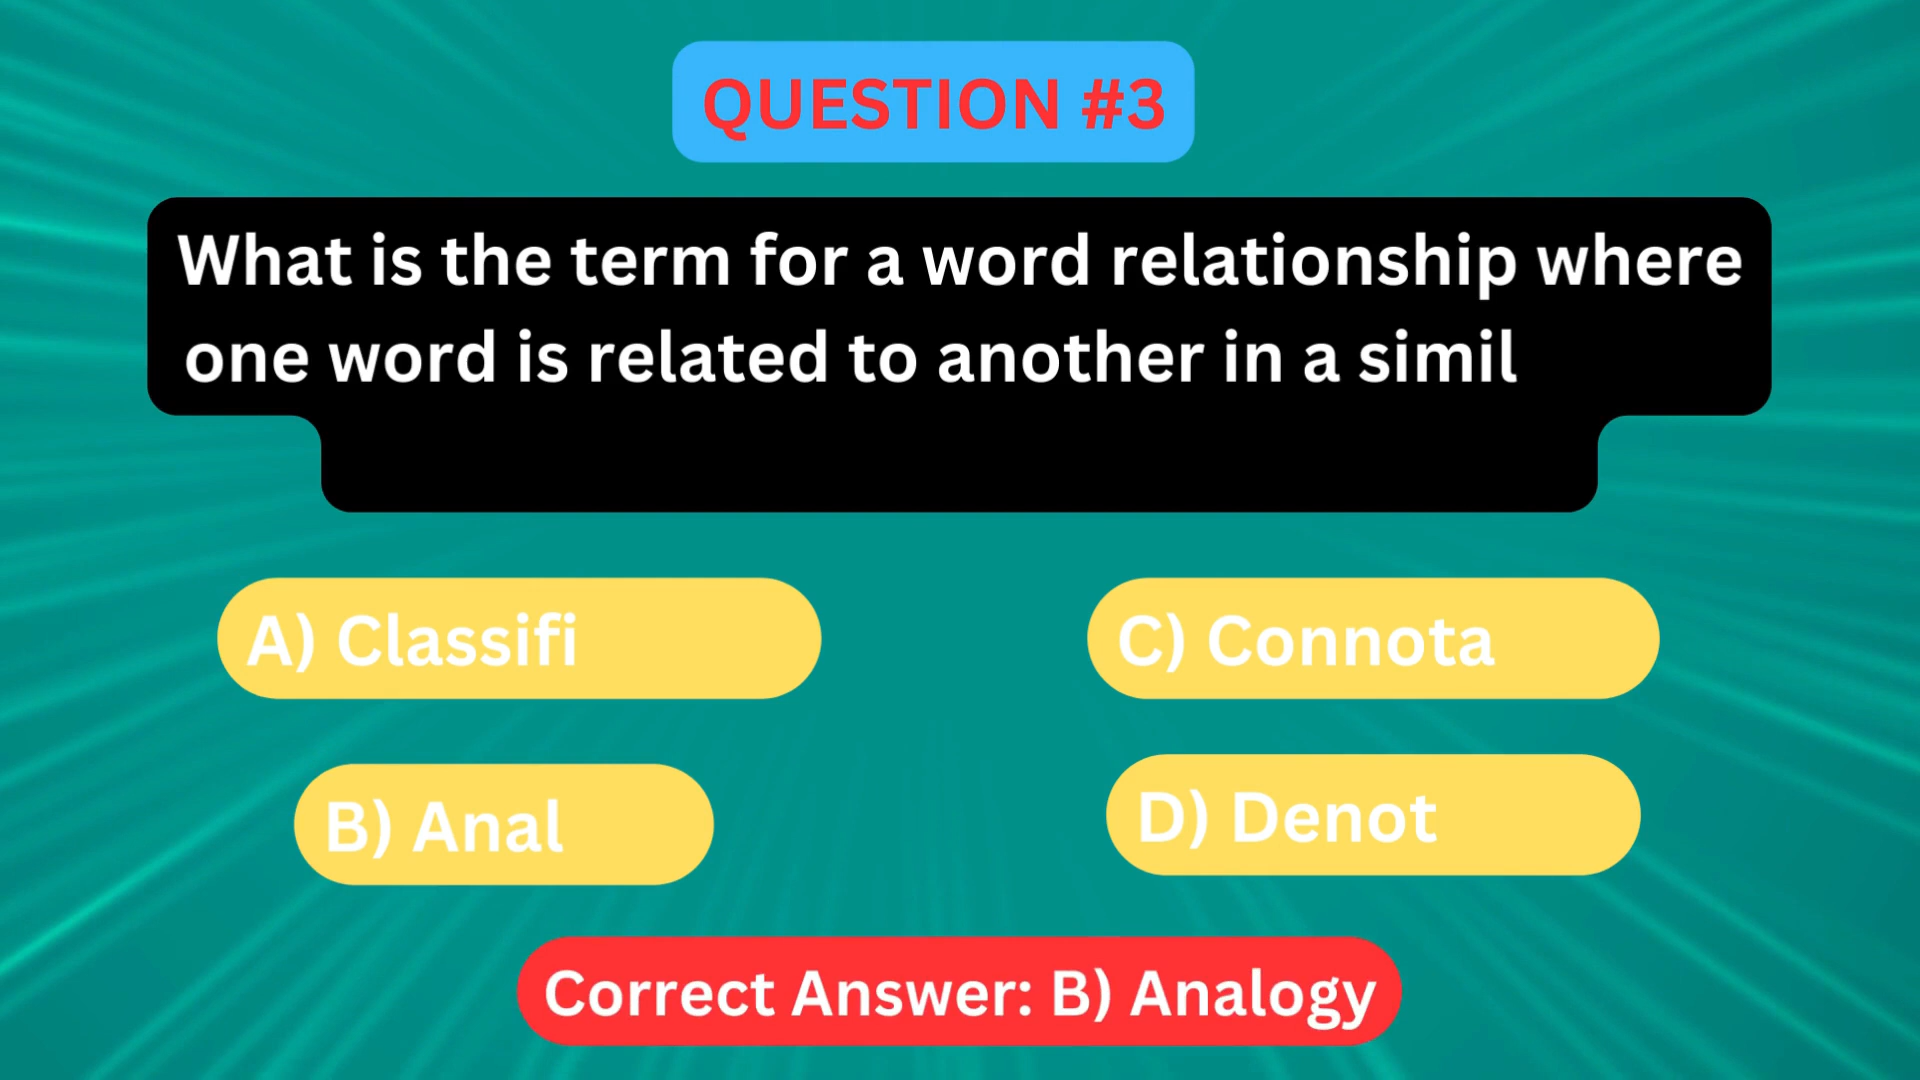 QUESTION #3
What is the term for a word relationship where
one word is related to another in a simil
A) Classifi
B) Anal
C) Connota
D) Denot
Correct Answer: B) Analogy